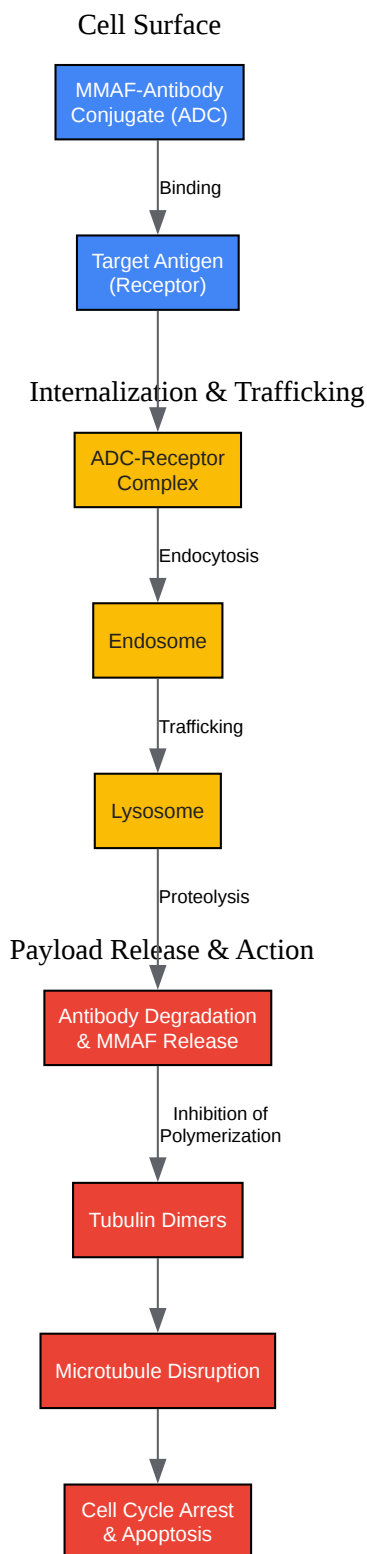 Cell Surface
MMAF-Antibody
Conjugate (ADC)
Binding
Target Antigen
(Receptor)
Internalization & Trafficking
ADC-Receptor
Complex
Endocytosis
Endosome
Trafficking
Lysosome
Proteolysis
Payload Release & Action
Antibody Degradation
& MMAF Release
Inhibition of
Polymerization
Tubulin Dimers
Microtubule Disruption
Cell Cycle Arrest
& Apoptosis